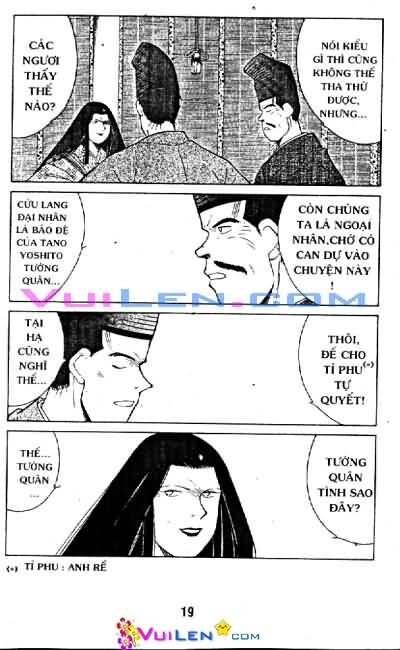 CÁC
NGƯƠI
THẤY
THẾ
NÀO?
NÓI KIỂU
GÌ THÌ CŨNG
KHÔNG THỂ
THA THỨ
ĐƯỢC,
NHƯNG...
CỬU LANG
ĐẠI NHÂN
LÀ BÀO ĐỆ
CỦA TANO
YOSHITO
TƯỚNG
QUÂN...
CÒN CHÚNG
TA LÀ NGOẠI
NHÂN,CHỚ CÓ
CAN DỰ VÀO
CHUYỆN NÀY
!
VuiLen.com
TẠI
HẠ
CŨNG
NGHĨ
THẾ...
THÔI,
ĐỂ CHO
TỈ PHU(*)
TỰ
QUYẾT!
THẾ...
TƯỚNG
QUÂN
...
TƯỚNG
QUÂN
TÍNH SAO
ĐÂY?
(*) TỈ PHU : ANH RỂ
19
VuiLen.com